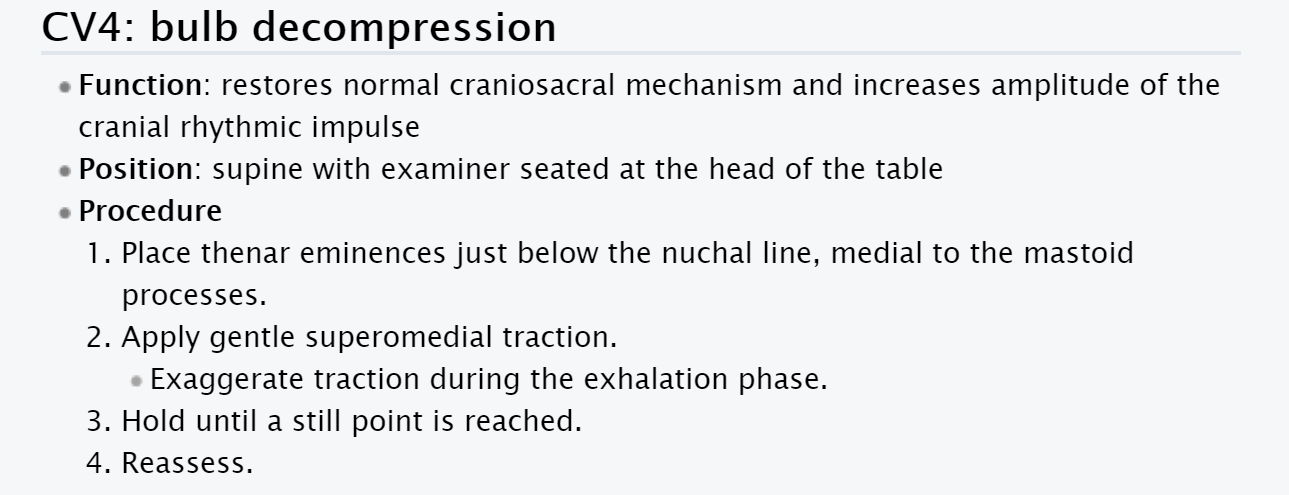 CV4: bulb decompression
Function: restores normal craniosacral mechanism and increases amplitude of the
cranial rhythmic impulse
Position: supine with examiner seated at the head of the table
Procedure
1. Place thenar eminences just below the nuchal line, medial to the mastoid
processes.
2. Apply gentle superomedial traction.
Exaggerate traction during the exhalation phase.
3. Hold until a still point is reached.
4. Reassess.